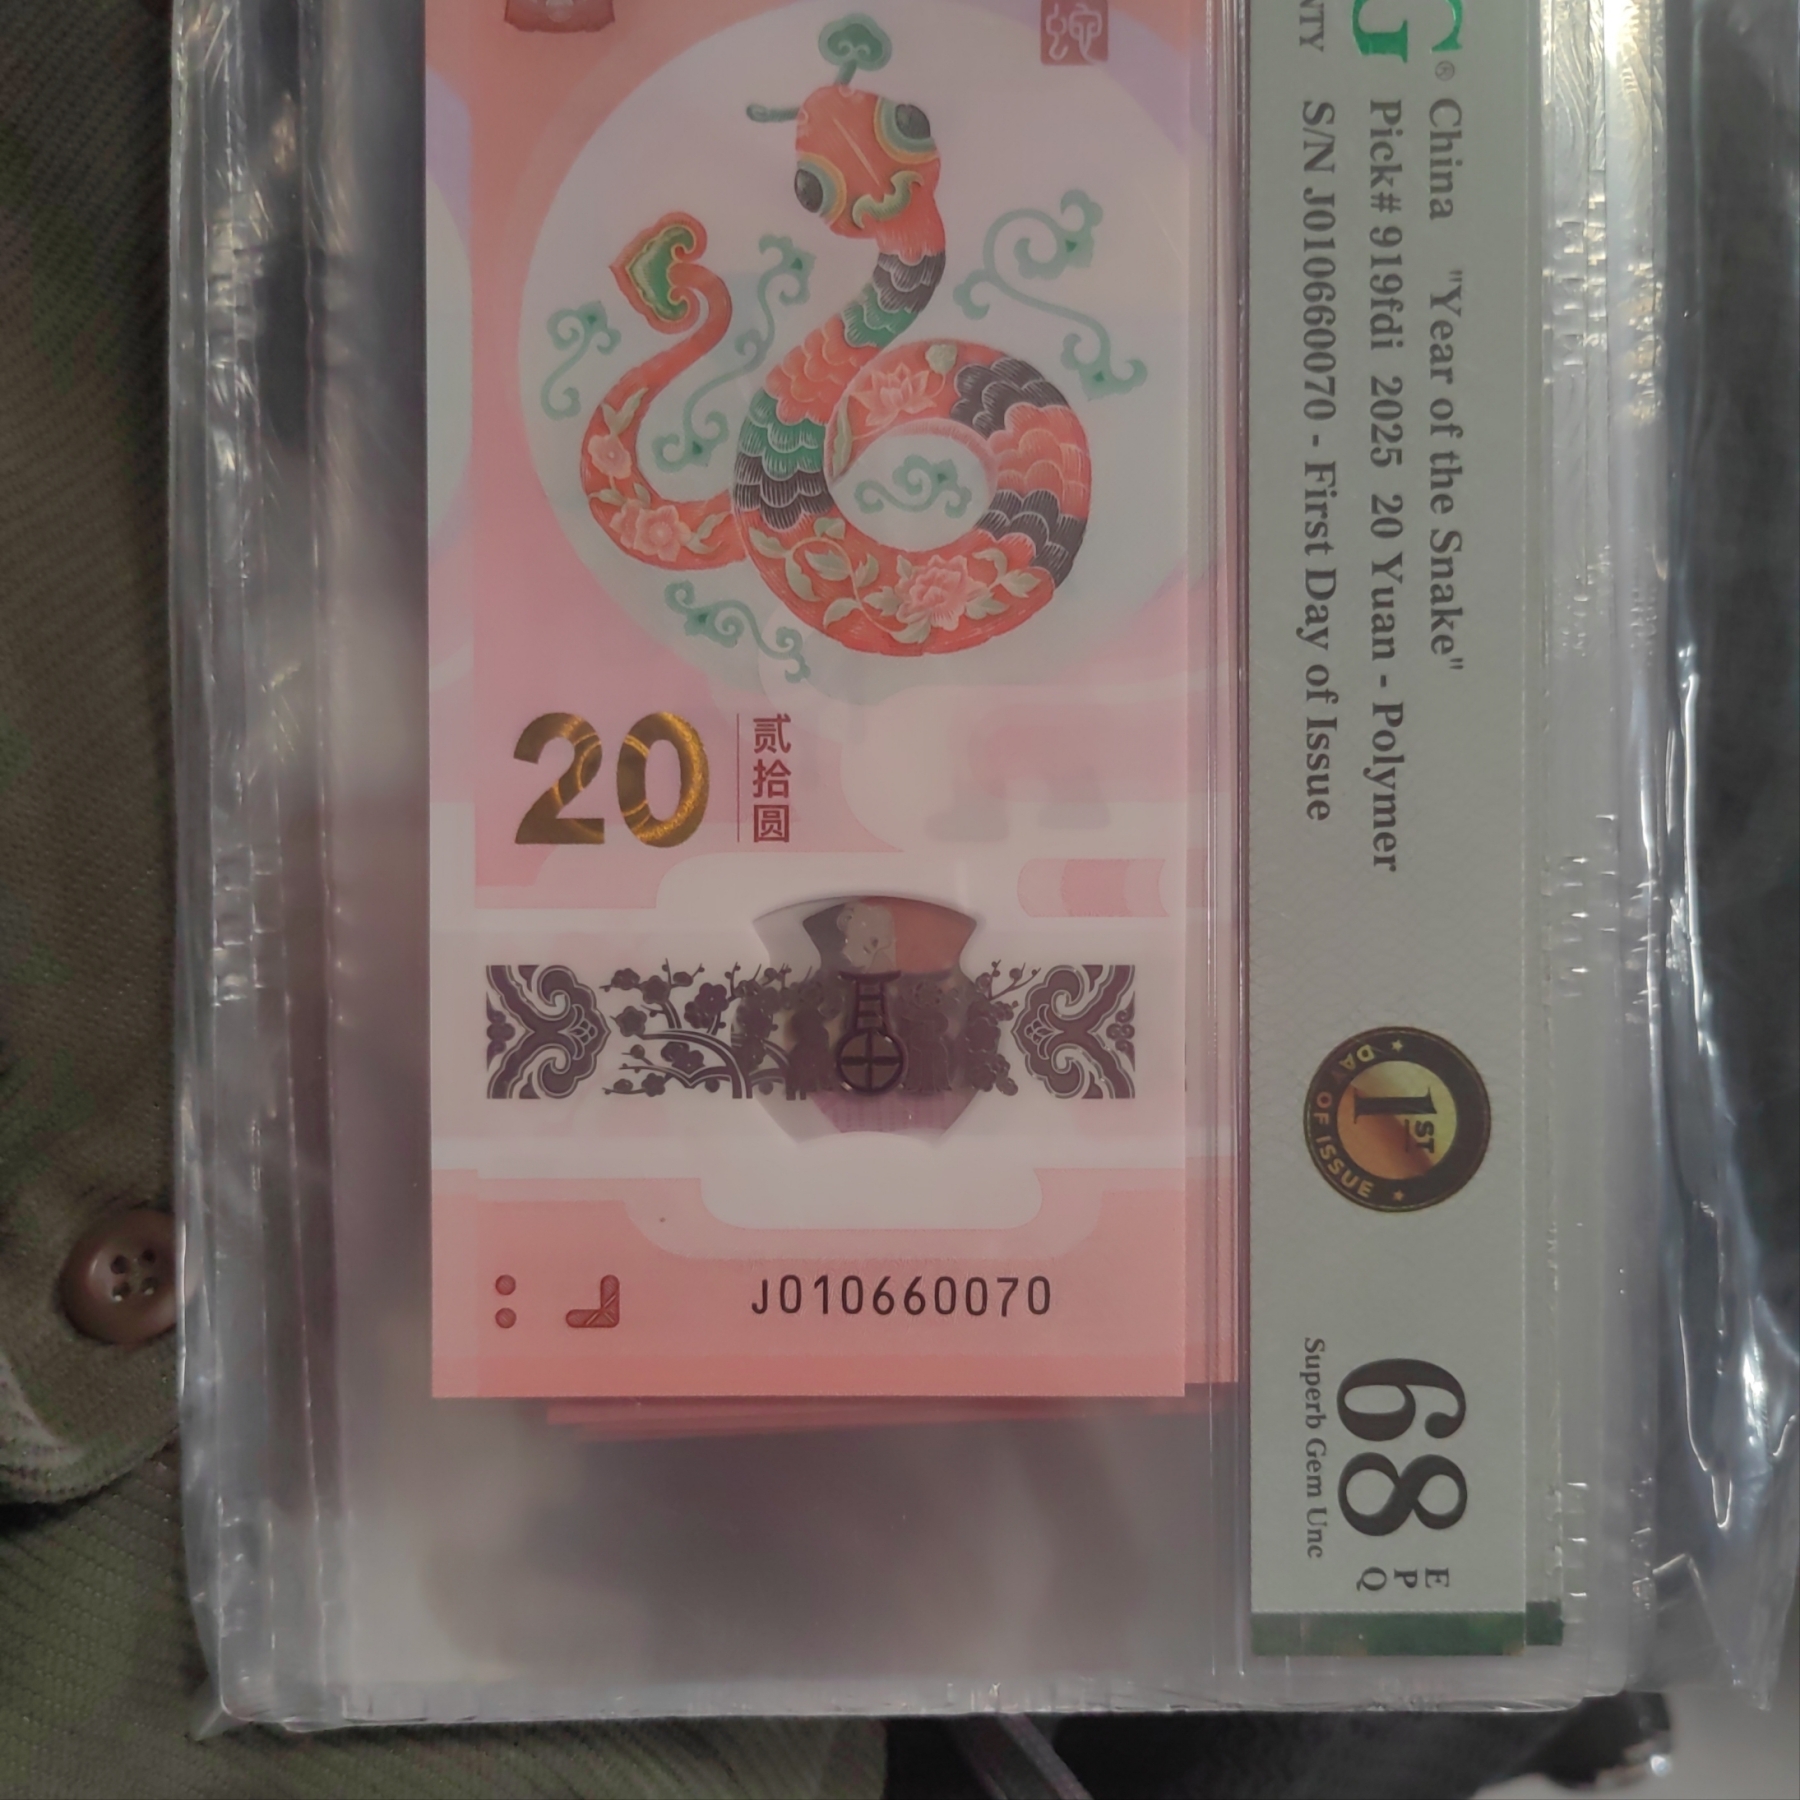 蛇
20
贰
拾
圆
J010660070
G®
China "Year of the Snake"
Pick# 919fdi 2025 20 Yuan - Polymer
S/N J010660070 - First Day of Issue
1ST
DAY OF ISSUE
68
EPQ
Superb Gem Unc